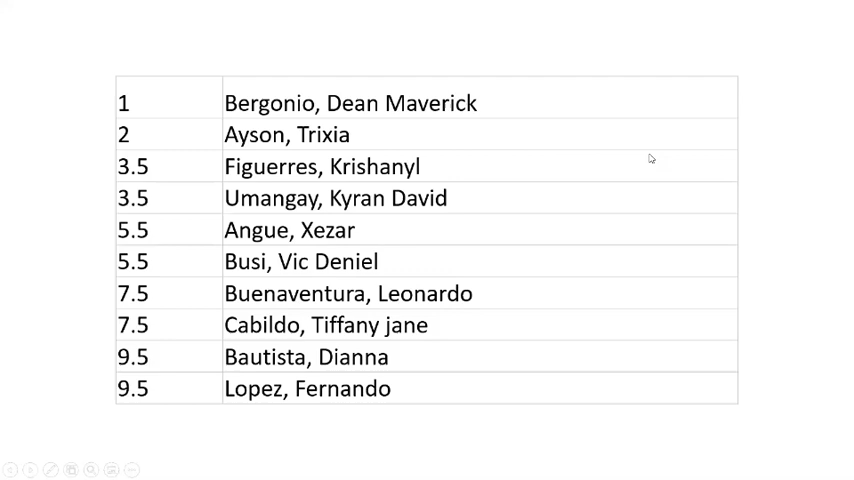 1 Bergonio, Dean Maverick
2 Ayson, Trixia
3.5 Figuerres, Krishanyl
3.5 Umangay, Kyran David
5.5 Angue, Xezar
5.5 Busi, Vic Deniel
7.5 Buenaventura, Leonardo
7.5 Cabildo, Tiffany jane
9.5 Bautista, Dianna
9.5 Lopez, Fernando